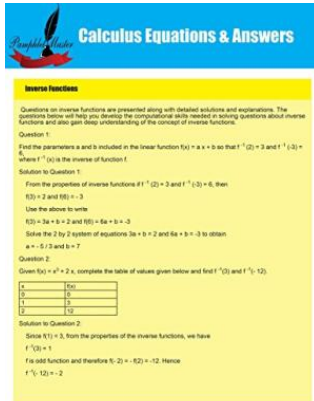 Pamphlet Master
Calculus Equations & Answers
Inverse Functions
Questions on inverse functions are presented along with detailed solutions and explanations. The
questions below will help you develop the computational skills needed in solving questions about inverse
functions and also gain deep understanding of the concept of inverse functions.
Question 1:
Find the parameters a and b included in the linear function f(x) = a x + b so that f⁻¹ (2) = 3 and f⁻¹ (-3) =
6,
where f⁻¹ (x) is the inverse of function f.
Solution to Question 1:
From the properties of inverse functions if f⁻¹ (2) = 3 and f⁻¹ (-3) = 6, then
f(3) = 2 and f(6) = - 3
Use the above to write
f(3) = 3a + b = 2 and f(6) = 6a + b = -3
Solve the 2 by 2 system of equations 3a + b = 2 and 6a + b = -3 to obtain
a = - 5 / 3 and b = 7
Question 2:
Given f(x) = x⁵ + 2 x, complete the table of values given below and find f⁻¹(3) and f⁻¹(- 12).
x f(x)
0 0
1 3
2 12
Solution to Question 2:
Since f(1) = 3, from the properties of the inverse functions, we have
f⁻¹(3) = 1
f is odd function and therefore f(- 2) = - f(2) = -12. Hence
f⁻¹(- 12) = - 2